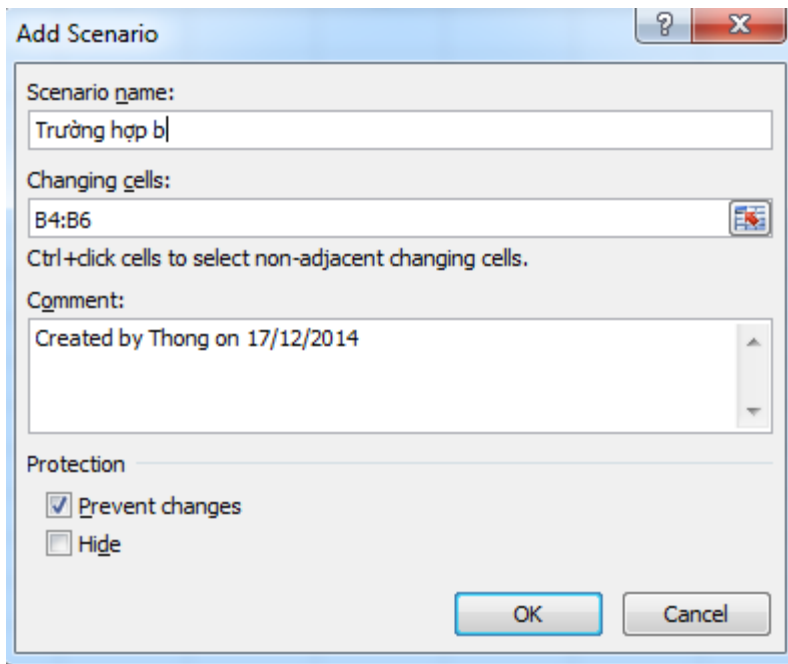 Add Scenario
Scenario name:
Trường hợp b
Changing cells:
B4:B6
Ctrl+click cells to select non-adjacent changing cells.
Comment:
Created by Thong on 17/12/2014
Protection
Prevent changes
Hide
OK Cancel